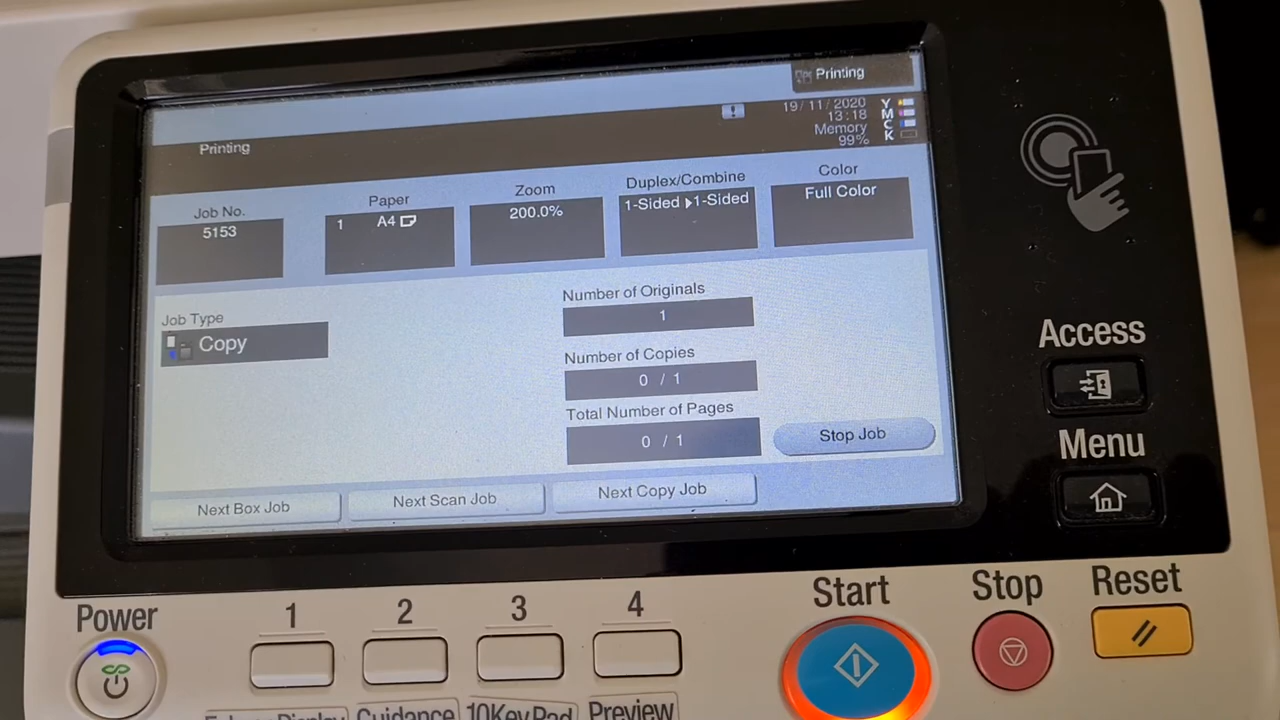 Printing
19/11/2020
13:18
Memory
99%
Y
M
C
K
Printing
Job No.
5153
Paper
1 A4
Zoom
200.0%
Duplex/Combine
1-Sided ▶1-Sided
Color
Full Color
Job Type
Copy
Number of Originals
1
Number of Copies
0 / 1
Total Number of Pages
0 / 1
Stop Job
Next Box Job
Next Scan Job
Next Copy Job
Access
Menu
Power
1
2
3
4
Start
Stop
Reset
Display
Guidance
10KeyPad
Preview